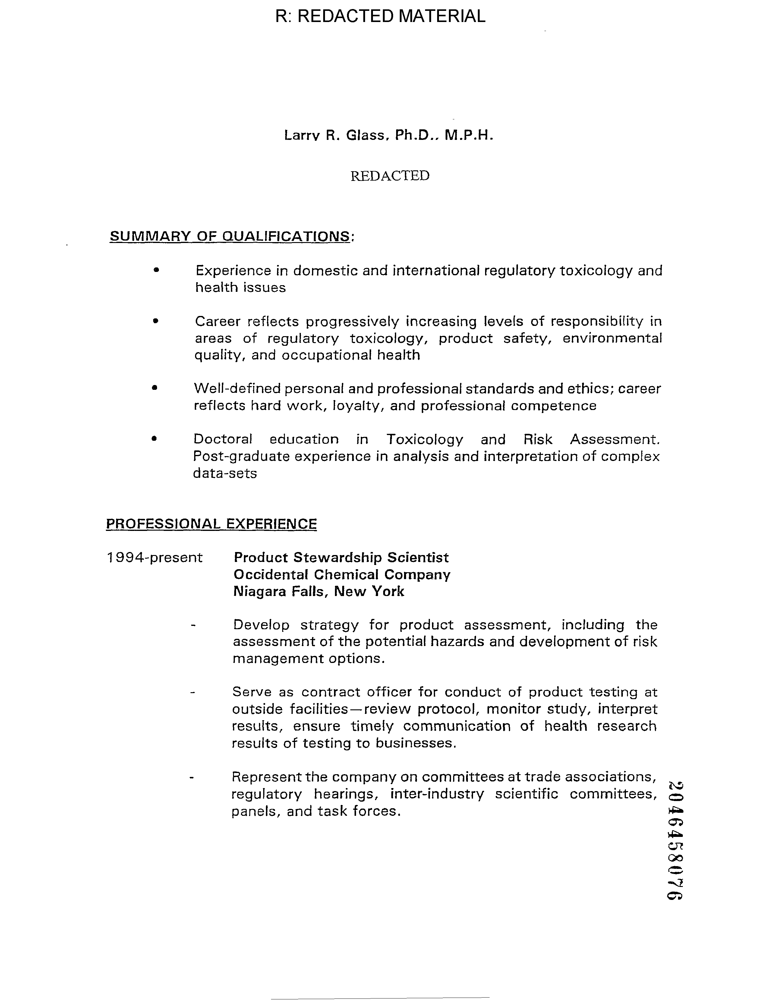 R: REDACTED MATERIAL
Larry R. Glass, Ph.D., M.P.H.
REDACTED
SUMMARY OF QUALIFICATIONS:
• Experience in domestic and international regulatory toxicology and
health issues
• Career reflects progressively increasing levels of responsibility in
areas of regulatory toxicology, product safety, environmental
quality, and occupational health
• Well-defined personal and professional standards and ethics; career
reflects hard work, loyalty, and professional competence
• Doctoral education in Toxicology and Risk Assessment.
Post-graduate experience in analysis and interpretation of complex
data-sets
PROFESSIONAL EXPERIENCE
1994-present Product Stewardship Scientist
Occidental Chemical Company
Niagara Falls, New York
- Develop strategy for product assessment, including the
assessment of the potential hazards and development of risk
management options.
- Serve as contract officer for conduct of product testing at
outside facilities—review protocol, monitor study, interpret
results, ensure timely communication of health research
results of testing to businesses.
- Represent the company on committees at trade associations,
regulatory hearings, inter-industry scientific committees,
panels, and task forces.
2046458076